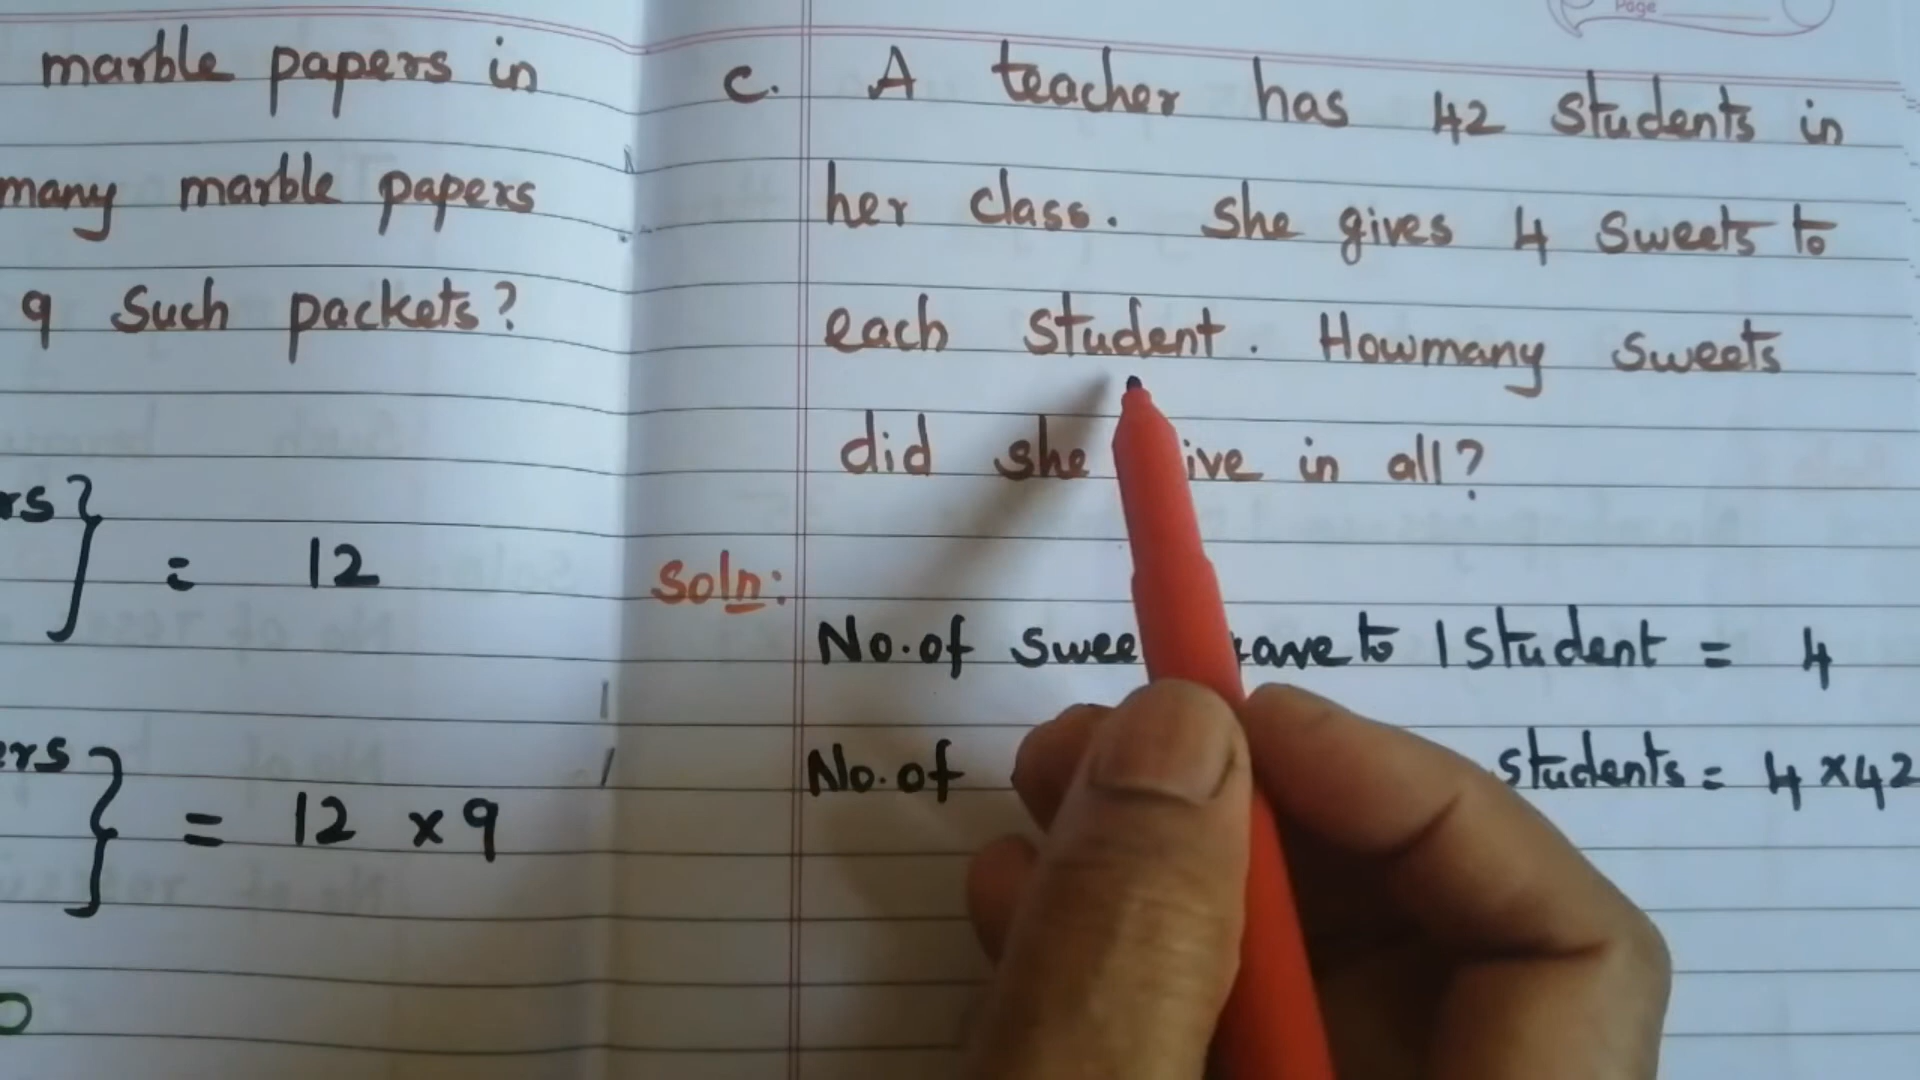 marble papers in
many marble papers
9 Such packets?
= 12
= 12 x 9
Page
C. A teacher has 42 students in
her class. She gives 4 sweets to
each student. Howmany sweets
did she ive in all?
Soln:
No. of swee ave to 1 student = 4
No. of students = 4 x 42